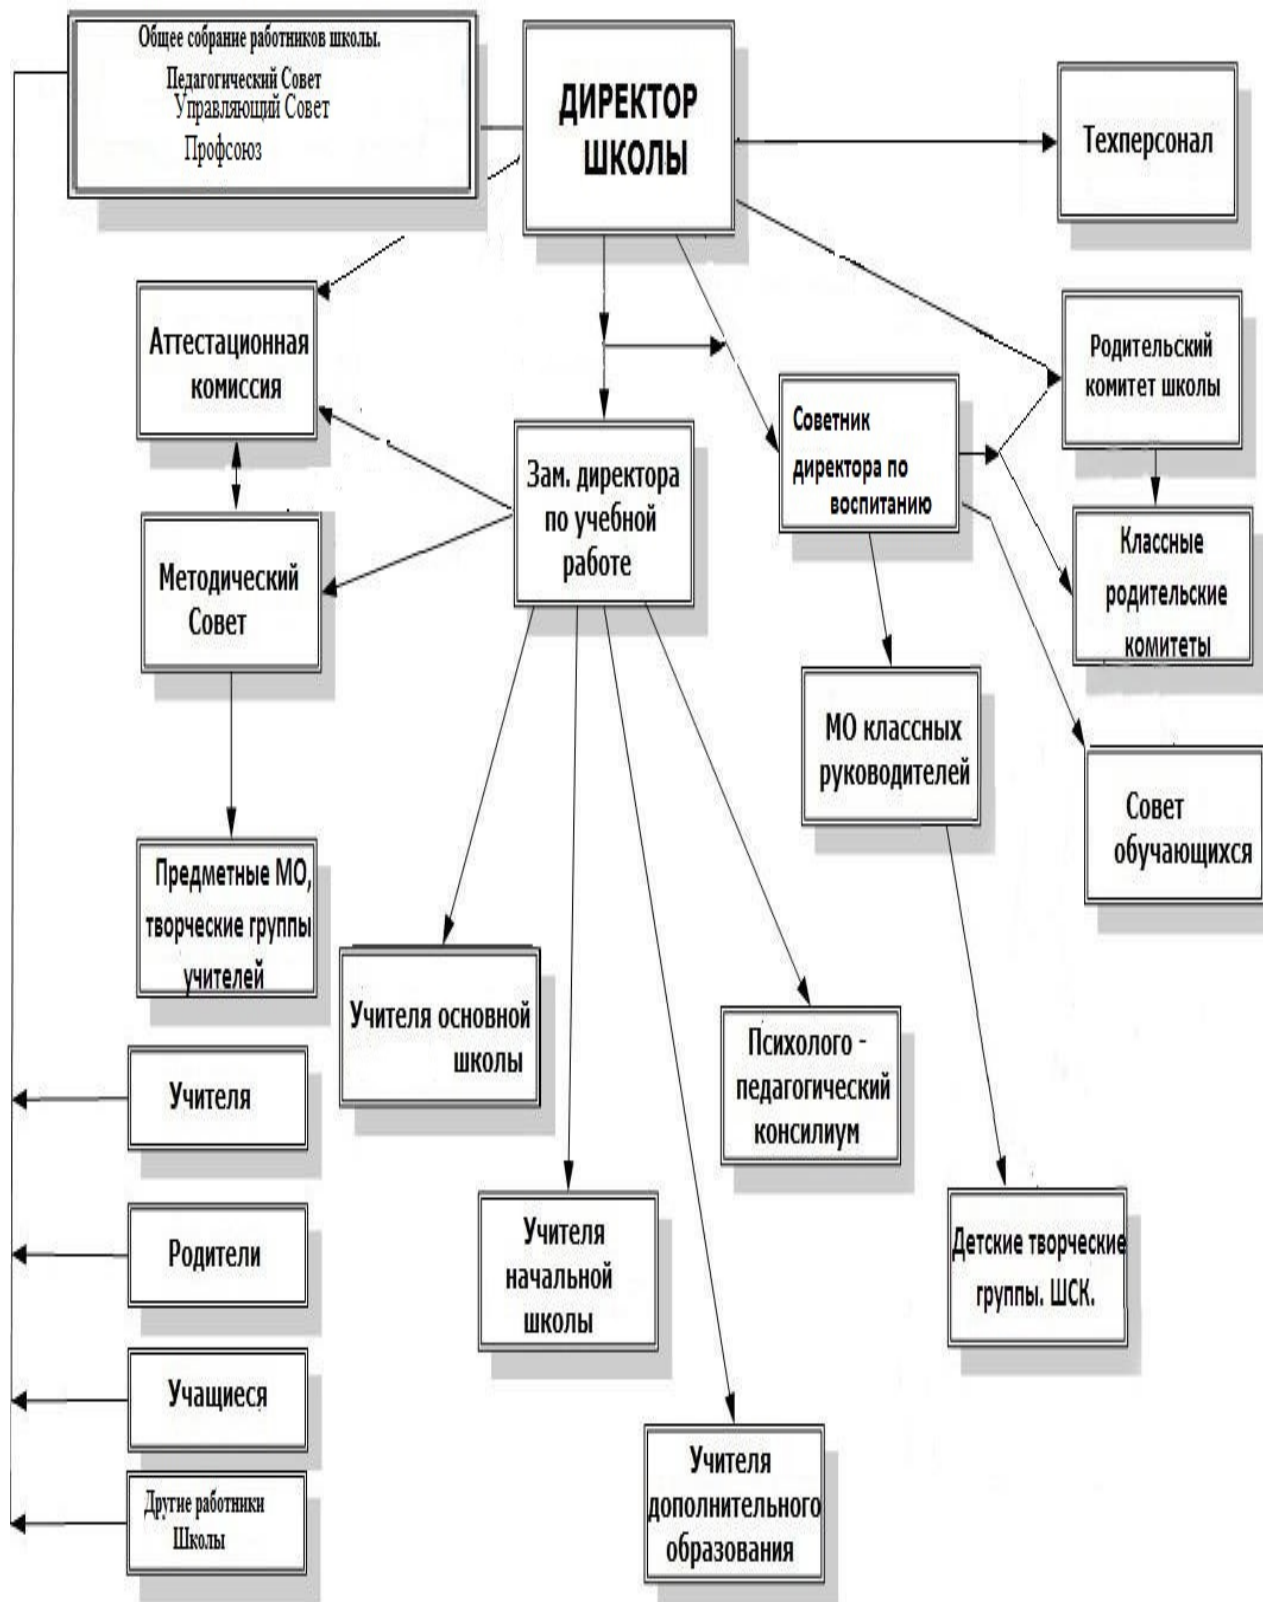 Общее собрание работников школы.
Педагогический Совет
Управляющий Совет
Профсоюз
ДИРЕКТОР
ШКОЛЫ
Техперсонал
Аттестационная
комиссия
Родительский
комитет школы
Советник
директора по
воспитанию
Зам. директора
по учебной
работе
Классные
родительские
комитеты
Методический
Совет
МО классных
руководителей
Совет
обучающихся
Предметные МО,
творческие группы
учителей
Учителя основной
школы
Психолого -
педагогический
консилиум
Учителя
Родители
Учителя
начальной
школы
Детские творческие
группы. ШСК.
Учащиеся
Другие работники
Школы
Учителя
дополнительного
образования